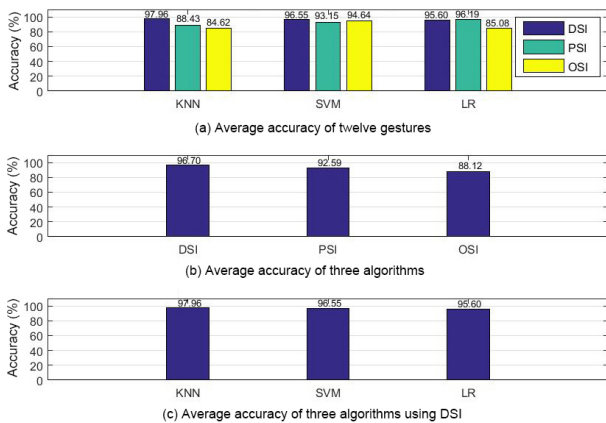 97.96 88.43 84.62 96.55 93.15 94.64 95.60 96.19 85.08
DSI
PSI
OSI
Accuracy (%)
100
80
60
40
20
0
KNN SVM LR
(a) Average accuracy of twelve gestures
96.70 92.59 88.12
Accuracy (%)
100
80
60
40
20
0
DSI PSI OSI
(b) Average accuracy of three algorithms
97.96 96.55 95.60
Accuracy (%)
100
80
60
40
20
0
KNN SVM LR
(c) Average accuracy of three algorithms using DSI